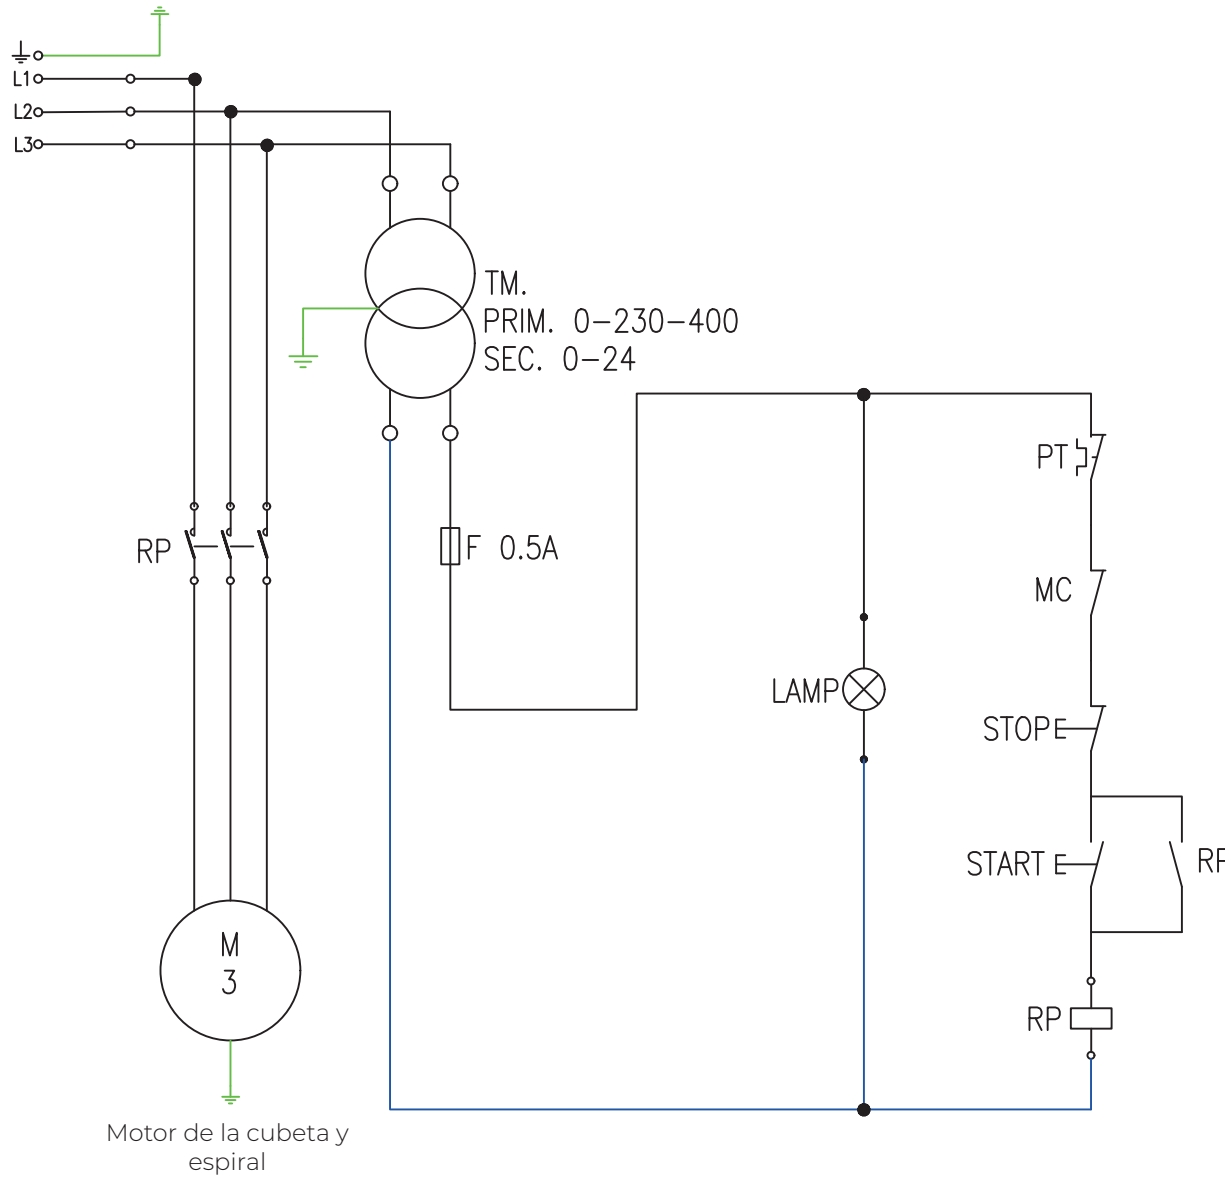 L1
L2
L3
TM.
PRIM. 0-230-400
SEC. 0-24
PT
RP
F 0.5A
MC
LAMP
STOP
START
RP
M
3
Motor de la cubeta y
espiral